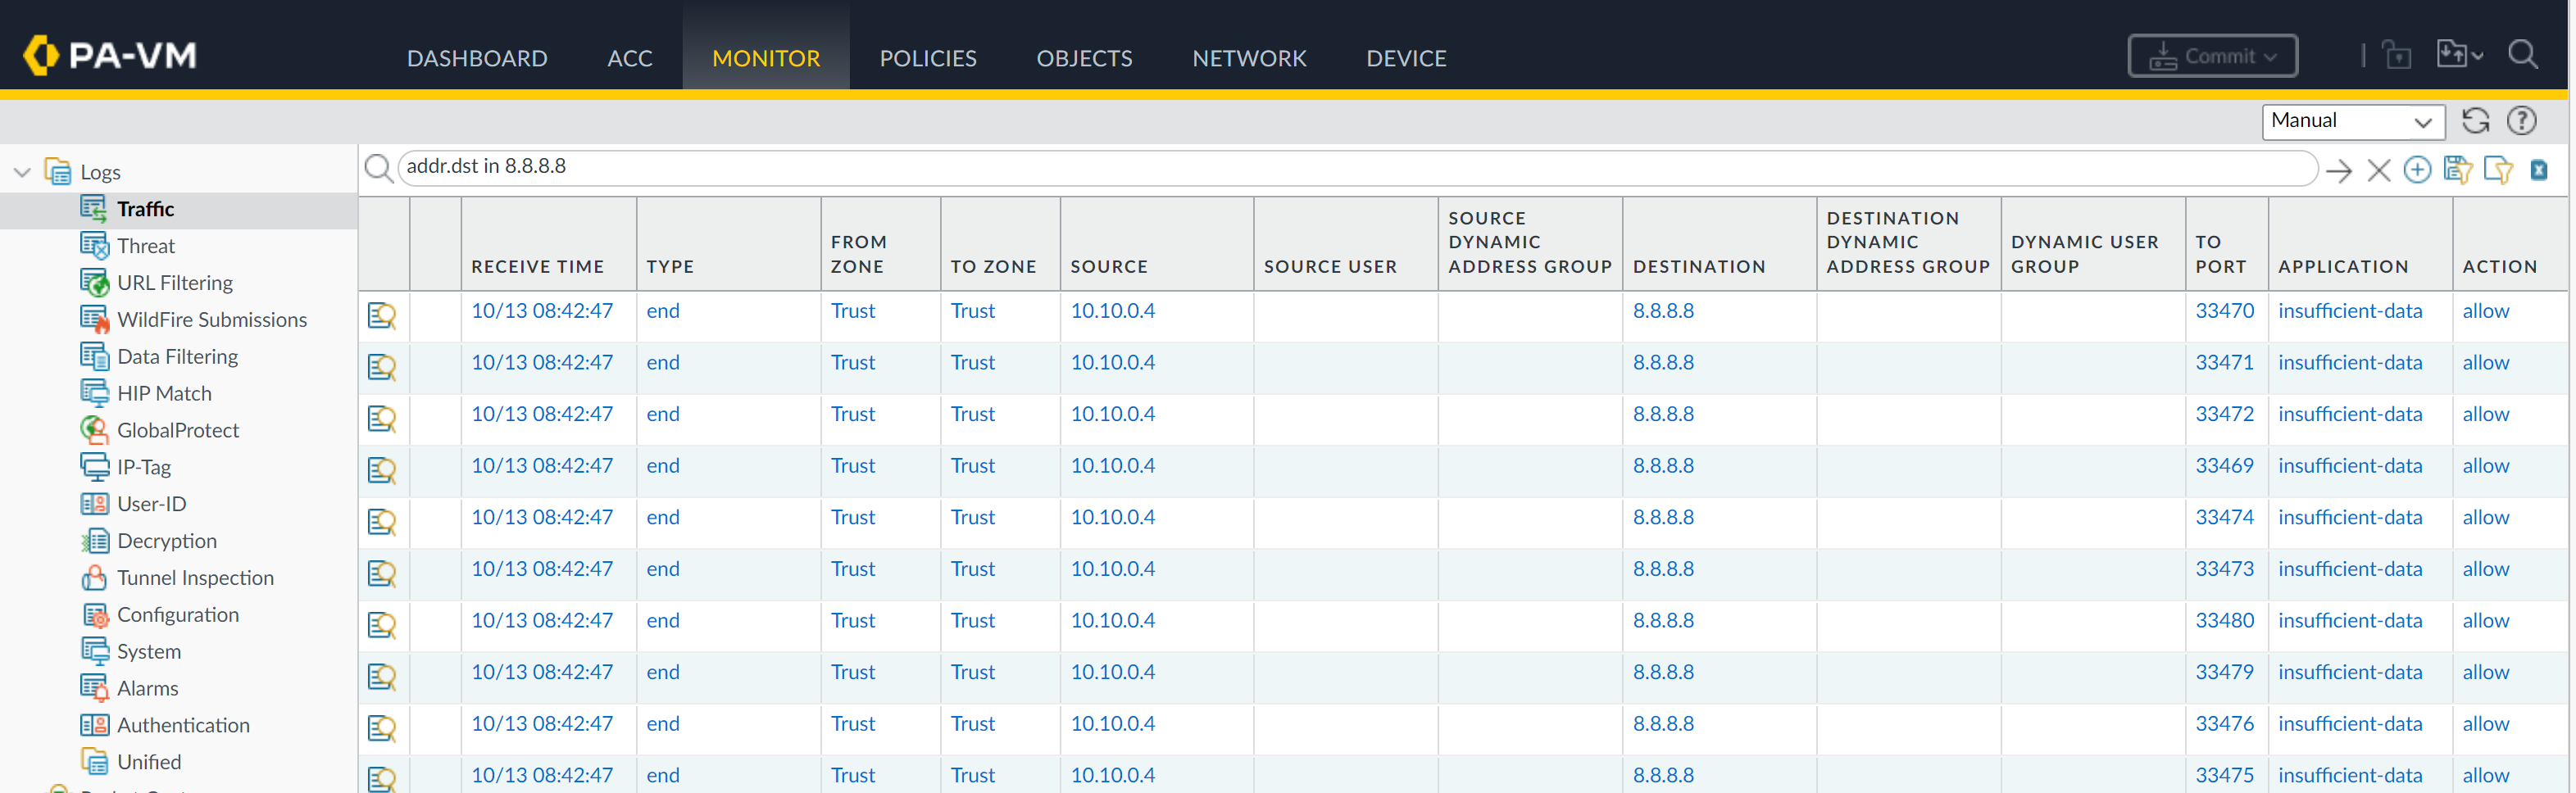 PA-VM
DASHBOARD ACC MONITOR POLICIES OBJECTS NETWORK DEVICE Commit
Manual
Logs
Traffic
Threat
URL Filtering
WildFire Submissions
Data Filtering
HIP Match
GlobalProtect
IP-Tag
User-ID
Decryption
Tunnel Inspection
Configuration
System
Alarms
Authentication
Unified
addr.dst in 8.8.8.8
RECEIVE TIME TYPE FROM ZONE TO ZONE SOURCE SOURCE USER SOURCE DYNAMIC ADDRESS GROUP DESTINATION DESTINATION DYNAMIC ADDRESS GROUP DYNAMIC USER GROUP TO PORT APPLICATION ACTION
10/13 08:42:47 end Trust Trust 10.10.0.4 8.8.8.8 33470 insufficient-data allow
10/13 08:42:47 end Trust Trust 10.10.0.4 8.8.8.8 33471 insufficient-data allow
10/13 08:42:47 end Trust Trust 10.10.0.4 8.8.8.8 33472 insufficient-data allow
10/13 08:42:47 end Trust Trust 10.10.0.4 8.8.8.8 33469 insufficient-data allow
10/13 08:42:47 end Trust Trust 10.10.0.4 8.8.8.8 33474 insufficient-data allow
10/13 08:42:47 end Trust Trust 10.10.0.4 8.8.8.8 33473 insufficient-data allow
10/13 08:42:47 end Trust Trust 10.10.0.4 8.8.8.8 33480 insufficient-data allow
10/13 08:42:47 end Trust Trust 10.10.0.4 8.8.8.8 33479 insufficient-data allow
10/13 08:42:47 end Trust Trust 10.10.0.4 8.8.8.8 33476 insufficient-data allow
10/13 08:42:47 end Trust Trust 10.10.0.4 8.8.8.8 33475 insufficient-data allow